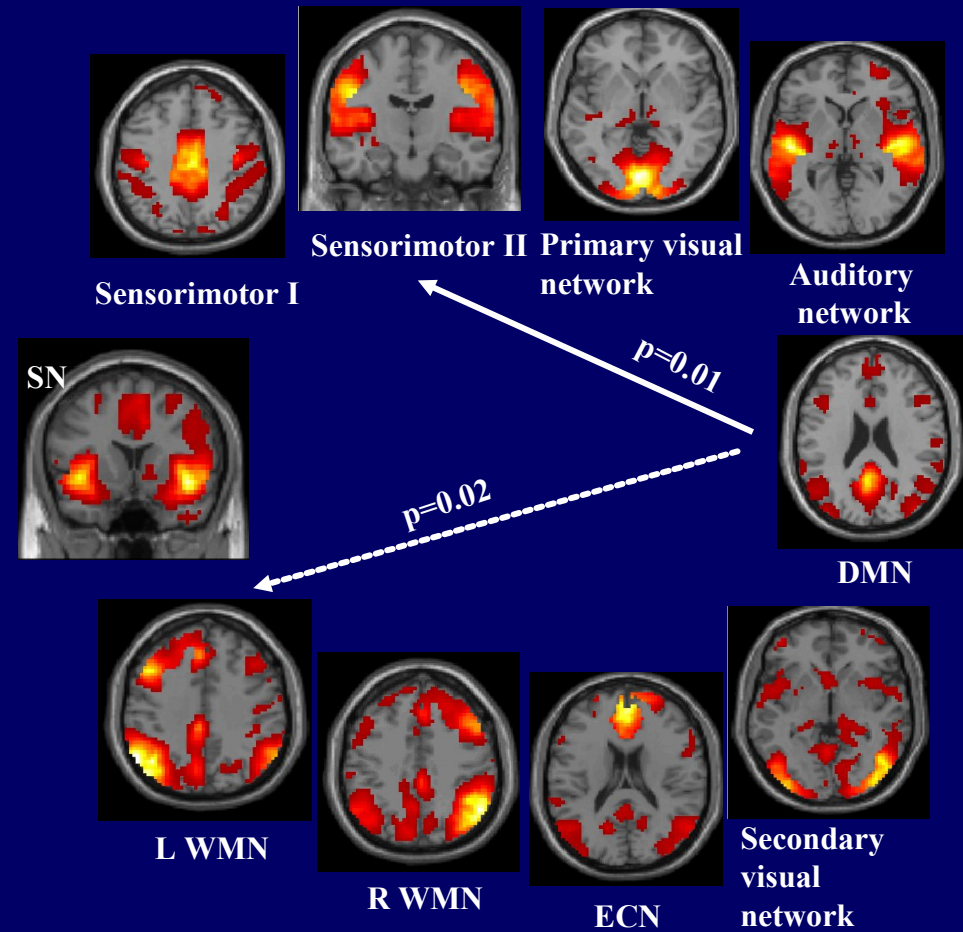 Sensorimotor I
Sensorimotor II
Primary visual
network
Auditory
network
SN
p=0.01
p=0.02
DMN
L WMN
R WMN
ECN
Secondary
visual
network